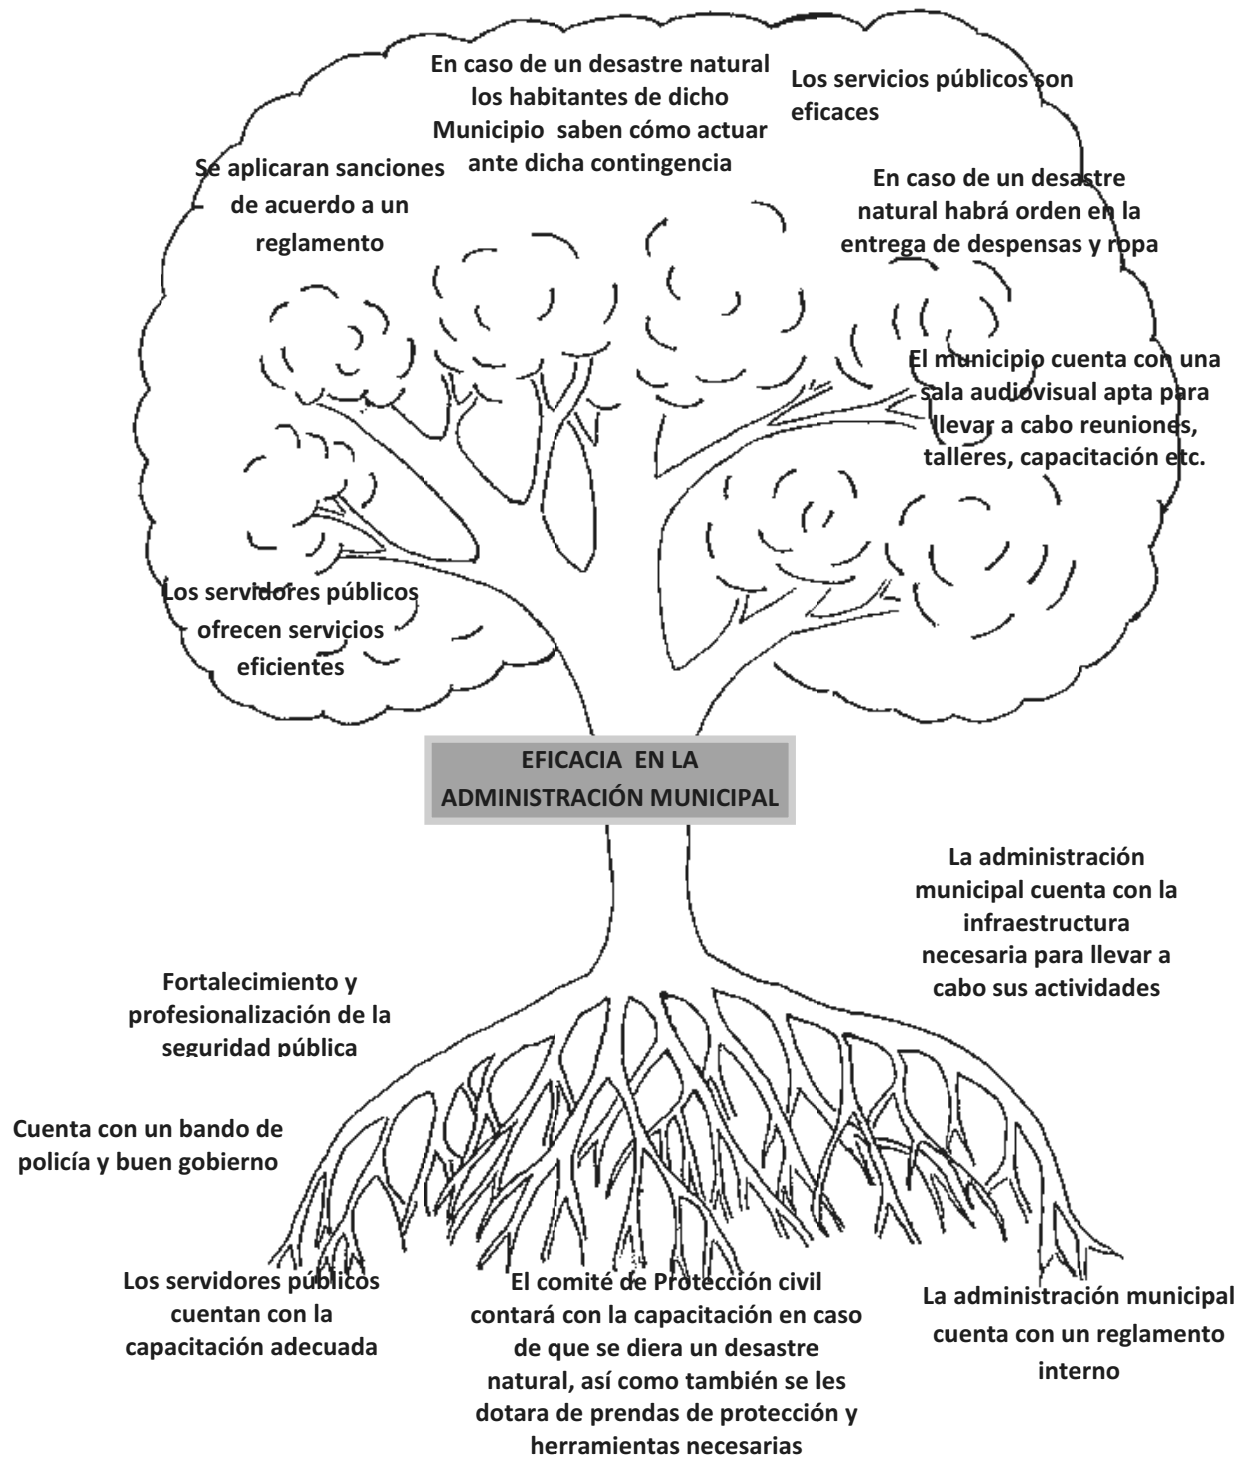 En caso de un desastre natural
los habitantes de dicho
Municipio saben cómo actuar
ante dicha contingencia
Los servicios públicos son
eficaces
Se aplicaran sanciones
de acuerdo a un
reglamento
En caso de un desastre
natural habrá orden en la
entrega de despensas y ropa
El municipio cuenta con una
sala audiovisual apta para
llevar a cabo reuniones,
talleres, capacitación etc.
Los servidores públicos
ofrecen servicios
eficientes
EFICACIA EN LA
ADMINISTRACIÓN MUNICIPAL
La administración
municipal cuenta con la
infraestructura
necesaria para llevar a
cabo sus actividades
Fortalecimiento y
profesionalización de la
seguridad pública
Cuenta con un bando de
policía y buen gobierno
Los servidores públicos
cuentan con la
capacitación adecuada
El comité de Protección civil
contará con la capacitación en caso
de que se diera un desastre
natural, así como también se les
dotara de prendas de protección y
herramientas necesarias
La administración municipal
cuenta con un reglamento
interno